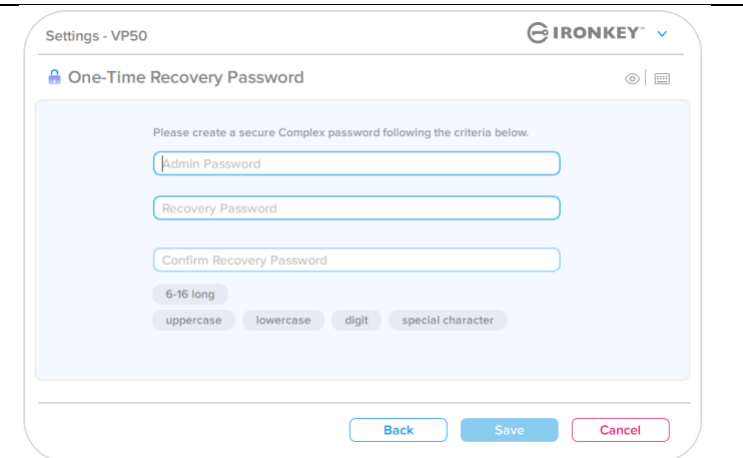 Settings - VP50
IRONKEY™
One-Time Recovery Password
Please create a secure Complex password following the criteria below.
Admin Password
Recovery Password
Confirm Recovery Password
6-16 long
uppercase lowercase digit special character
Back Save Cancel